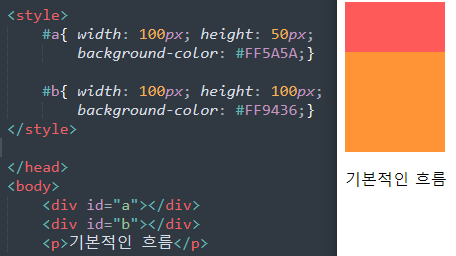 <style>
#a{ width: 100px; height: 50px;
background-color: #FF5A5A;}
#b{ width: 100px; height: 100px;
background-color: #FF9436;}
</style>
</head>
<body>
<div id="a"></div>
<div id="b"></div>
<p>기본적인 흐름</p>
기본적인 흐름